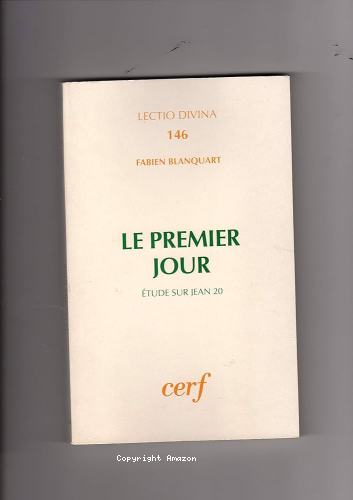 LECTIO DIVINA
146
FABIEN BLANQUART
LE PREMIER
JOUR
ÉTUDE SUR JEAN 20
cerf
Copyright Amazon